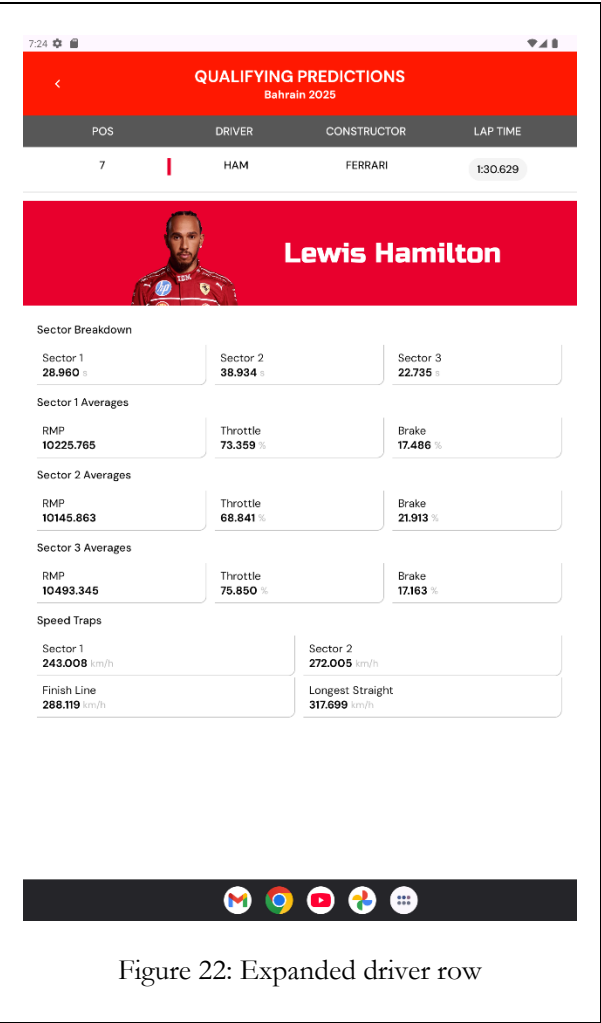 7:24
QUALIFYING PREDICTIONS
Bahrain 2025
POS DRIVER CONSTRUCTOR LAP TIME
7 HAM FERRARI 1:30.629
hp IBM
Lewis Hamilton
Sector Breakdown
Sector 1 Sector 2 Sector 3
28.960 s 38.934 s 22.735 s
Sector 1 Averages
RMP Throttle Brake
10225.765 73.359 % 17.486 %
Sector 2 Averages
RMP Throttle Brake
10145.863 68.841 % 21.913 %
Sector 3 Averages
RMP Throttle Brake
10493.345 75.850 % 17.163 %
Speed Traps
Sector 1 Sector 2
243.008 km/h 272.005 km/h
Finish Line Longest Straight
288.119 km/h 317.699 km/h
Figure 22: Expanded driver row